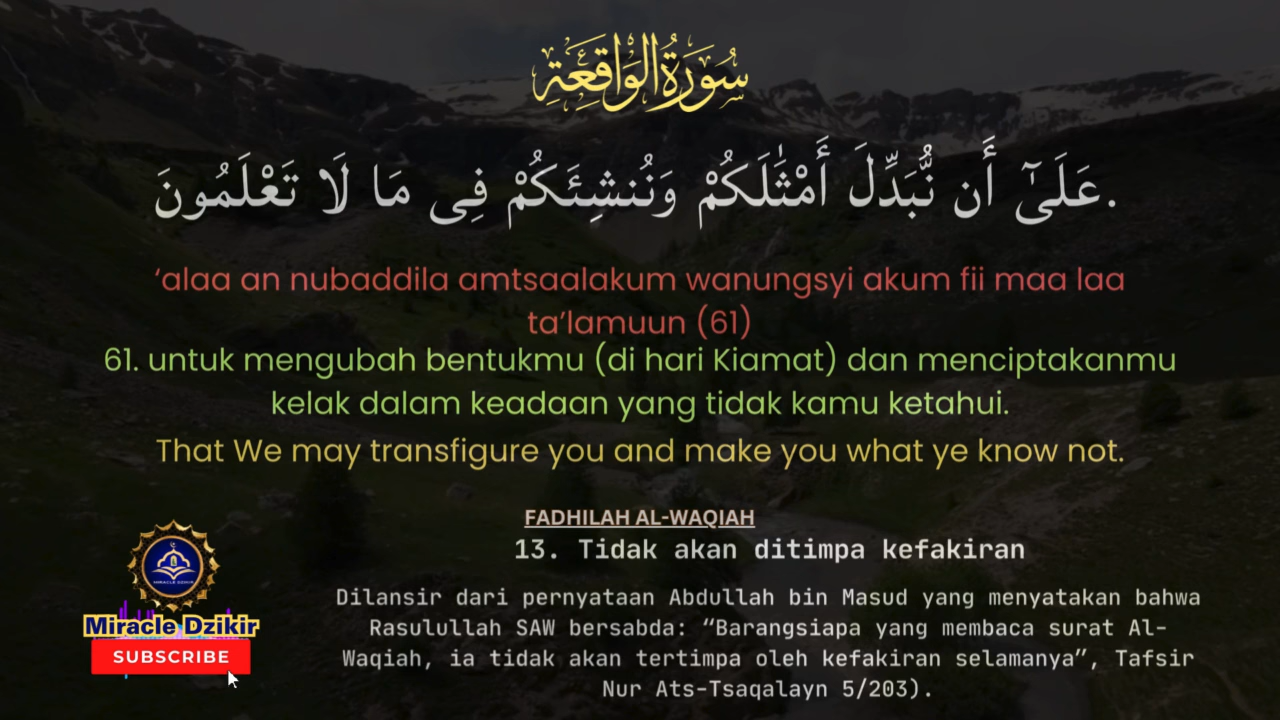 سُورَةُ الْوَاقِعَةِ
عَلَىٰٓ أَن نُّبَدِّلَ أَمْثَٰلَكُمْ وَنُنشِئَكُمْ فِى مَا لَا تَعْلَمُونَ.
‘alaa an nubaddila amtsaalakum wanungsyi akum fii maa laa
ta’lamuun (61)
61. untuk mengubah bentukmu (di hari Kiamat) dan menciptakanmu
kelak dalam keadaan yang tidak kamu ketahui.
That We may transfigure you and make you what ye know not.
FADHILAH AL-WAQIAH
13. Tidak akan ditimpa kefakiran
Dilansir dari pernyataan Abdullah bin Masud yang menyatakan bahwa
Rasulullah SAW bersabda: “Barangsiapa yang membaca surat Al-
Waqiah, ia tidak akan tertimpa oleh kefakiran selamanya”, Tafsir
Nur Ats-Tsaqalayn 5/203).
MIRACLE DZIKIR
Miracle Dzikir
SUBSCRIBE